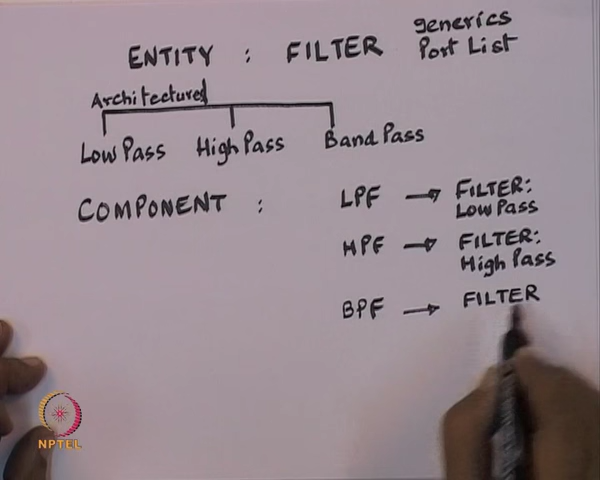 ENTITY : FILTER generics
Port List
Architectures
Low Pass High Pass Band Pass
COMPONENT : LPF → FILTER:
Low Pass
HPF → FILTER:
High Pass
BPF → FILTER
NPTEL